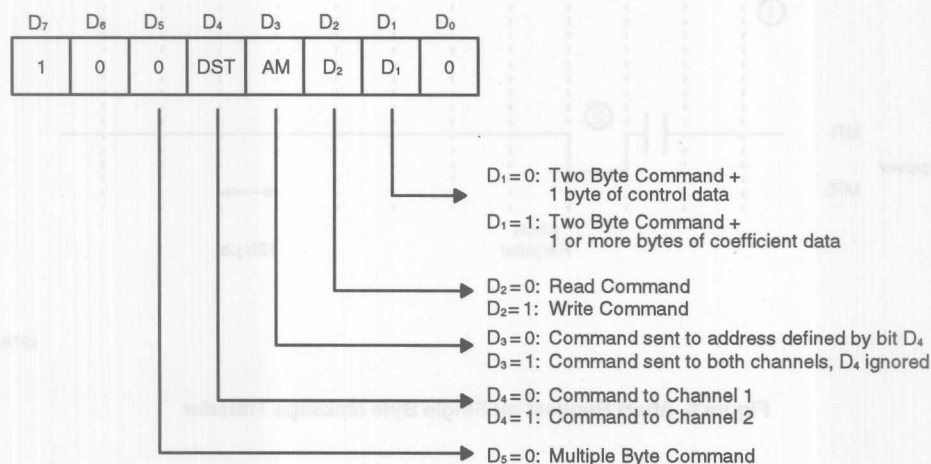 D₇ D₆ D₅ D₄ D₃ D₂ D₁ D₀
1 0 0 DST AM D₂ D₁ 0
D₁=0: Two Byte Command +
1 byte of control data
D₁=1: Two Byte Command +
1 or more bytes of coefficient data
D₂=0: Read Command
D₂=1: Write Command
D₃=0: Command sent to address defined by bit D₄
D₃=1: Command sent to both channels, D₄ ignored
D₄=0: Command to Channel 1
D₄=1: Command to Channel 2
D₅=0: Multiple Byte Command